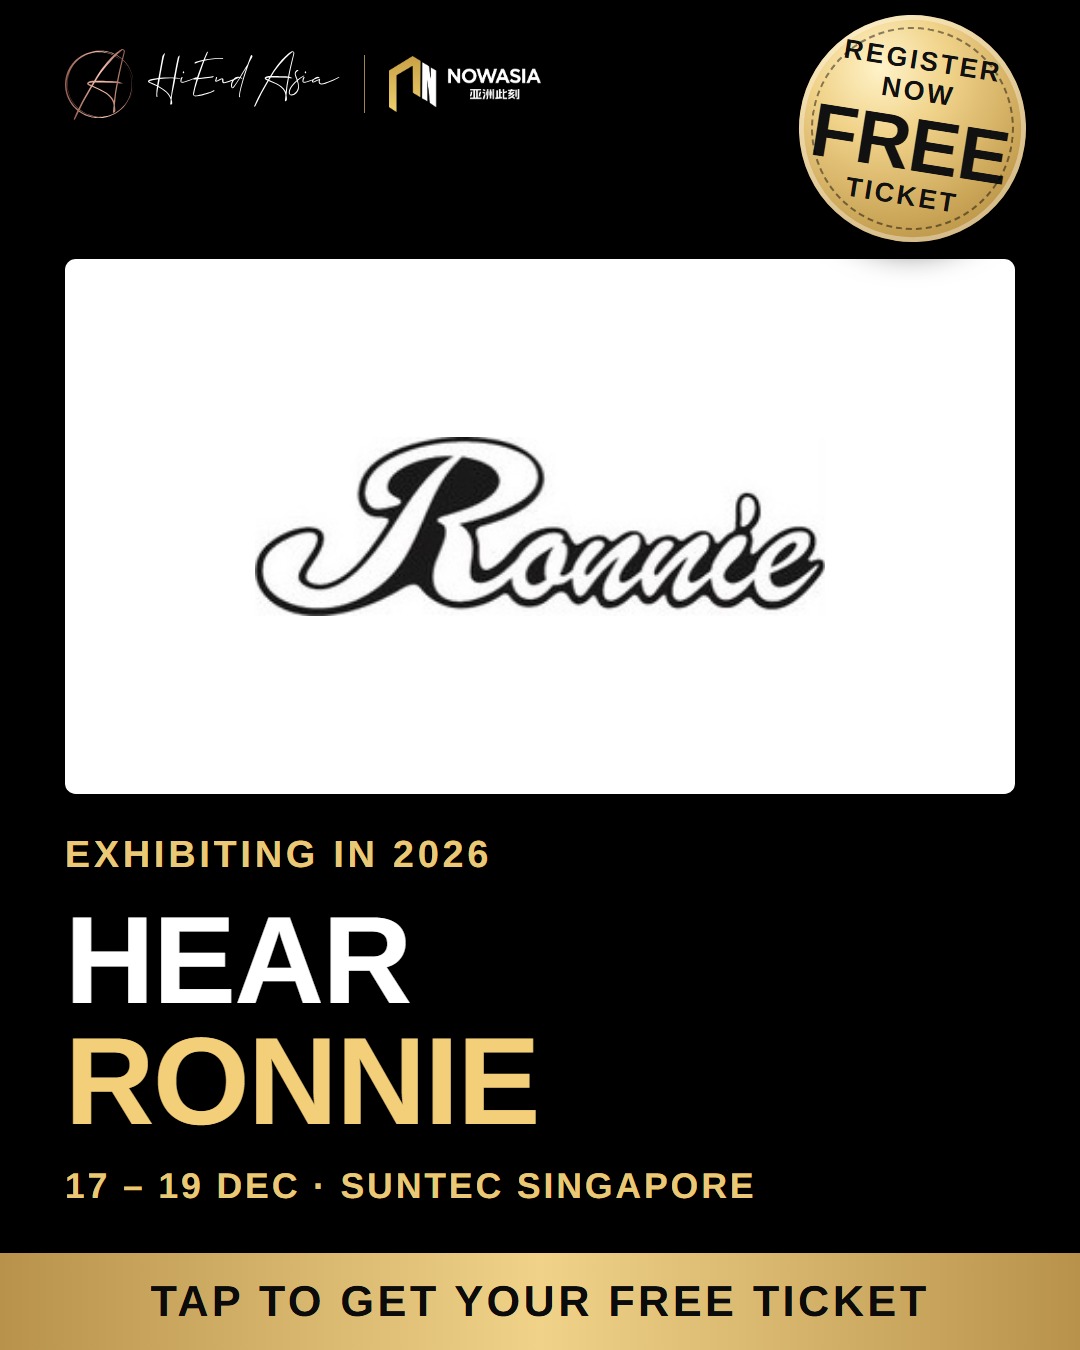 A HiEnd Asia
NOWASIA
亚洲此刻
REGISTER
NOW
FREE
TICKET
Ronnie
EXHIBITING IN 2026
HEAR
RONNIE
17 – 19 DEC · SUNTEC SINGAPORE
TAP TO GET YOUR FREE TICKET